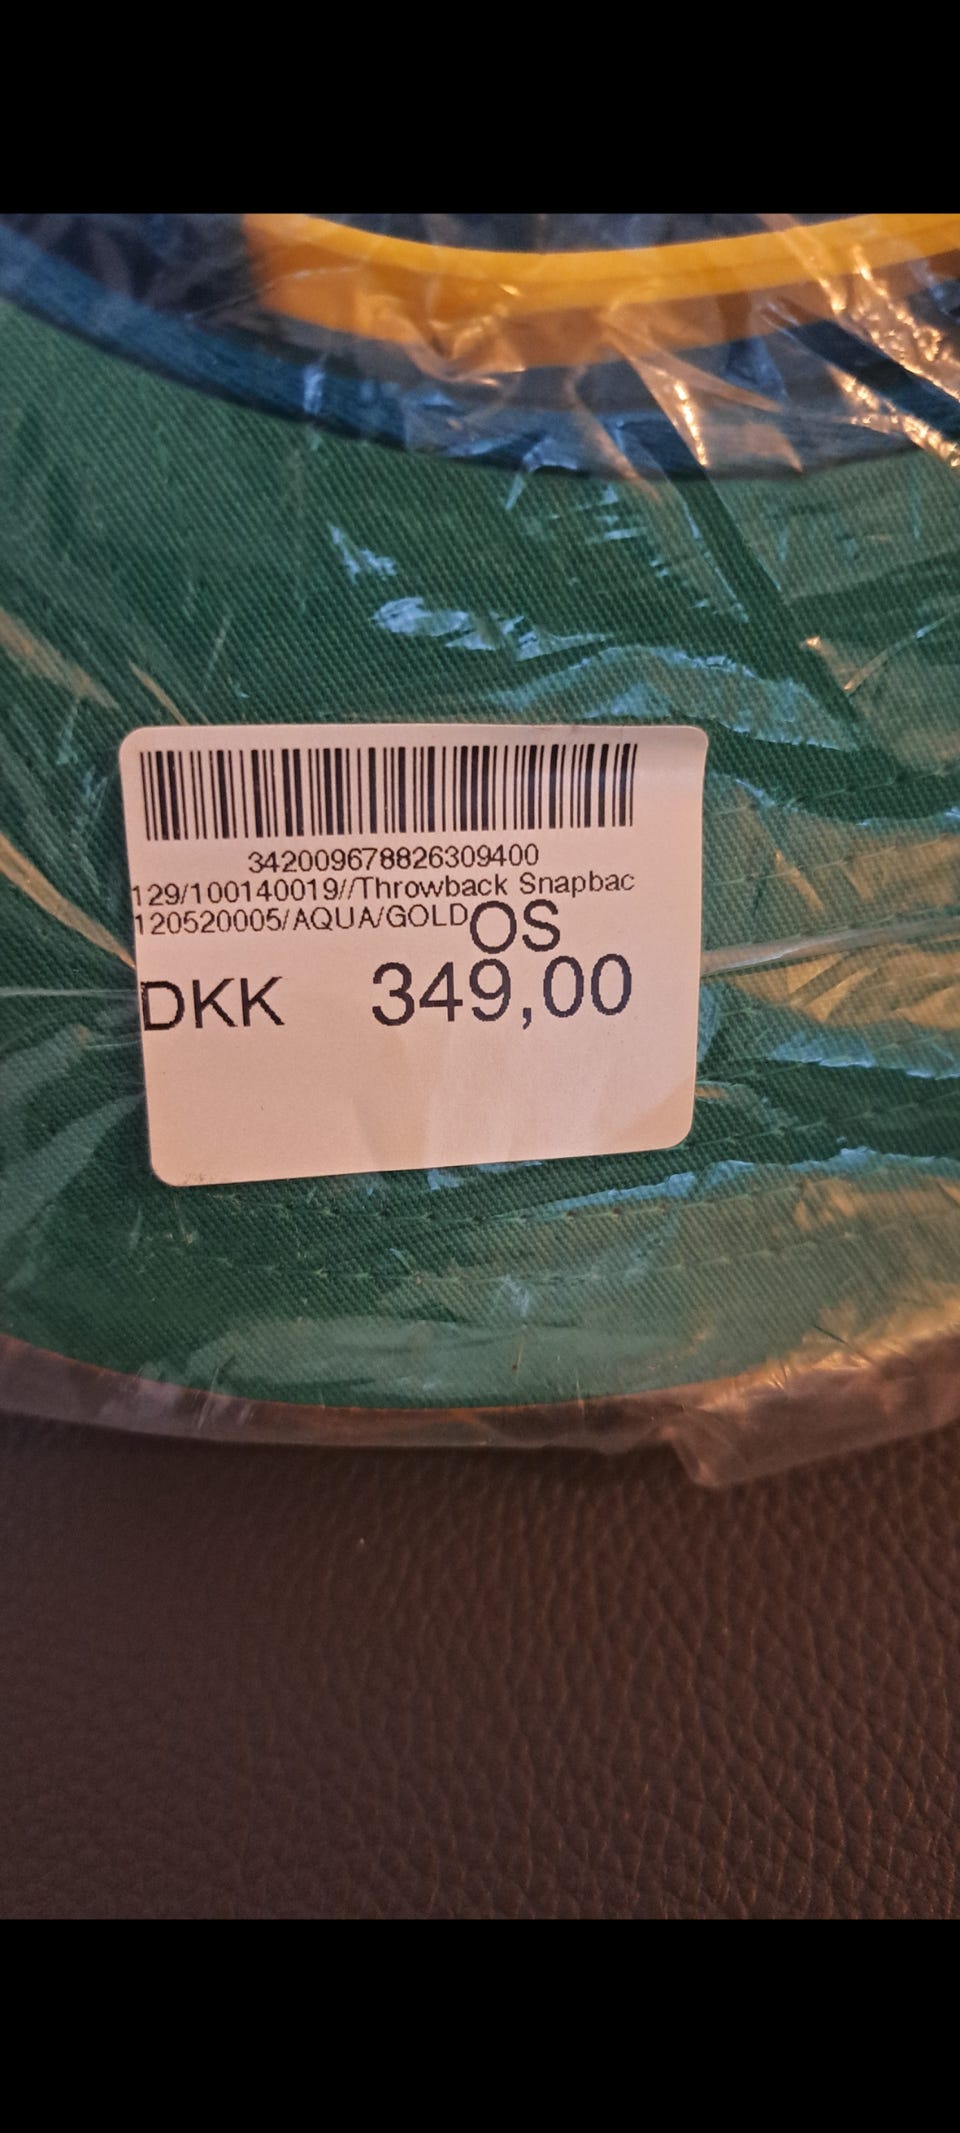 342009678826309400
129/100140019//Throwback Snapbac
120520005/AQUA/GOLD OS
DKK 349,00